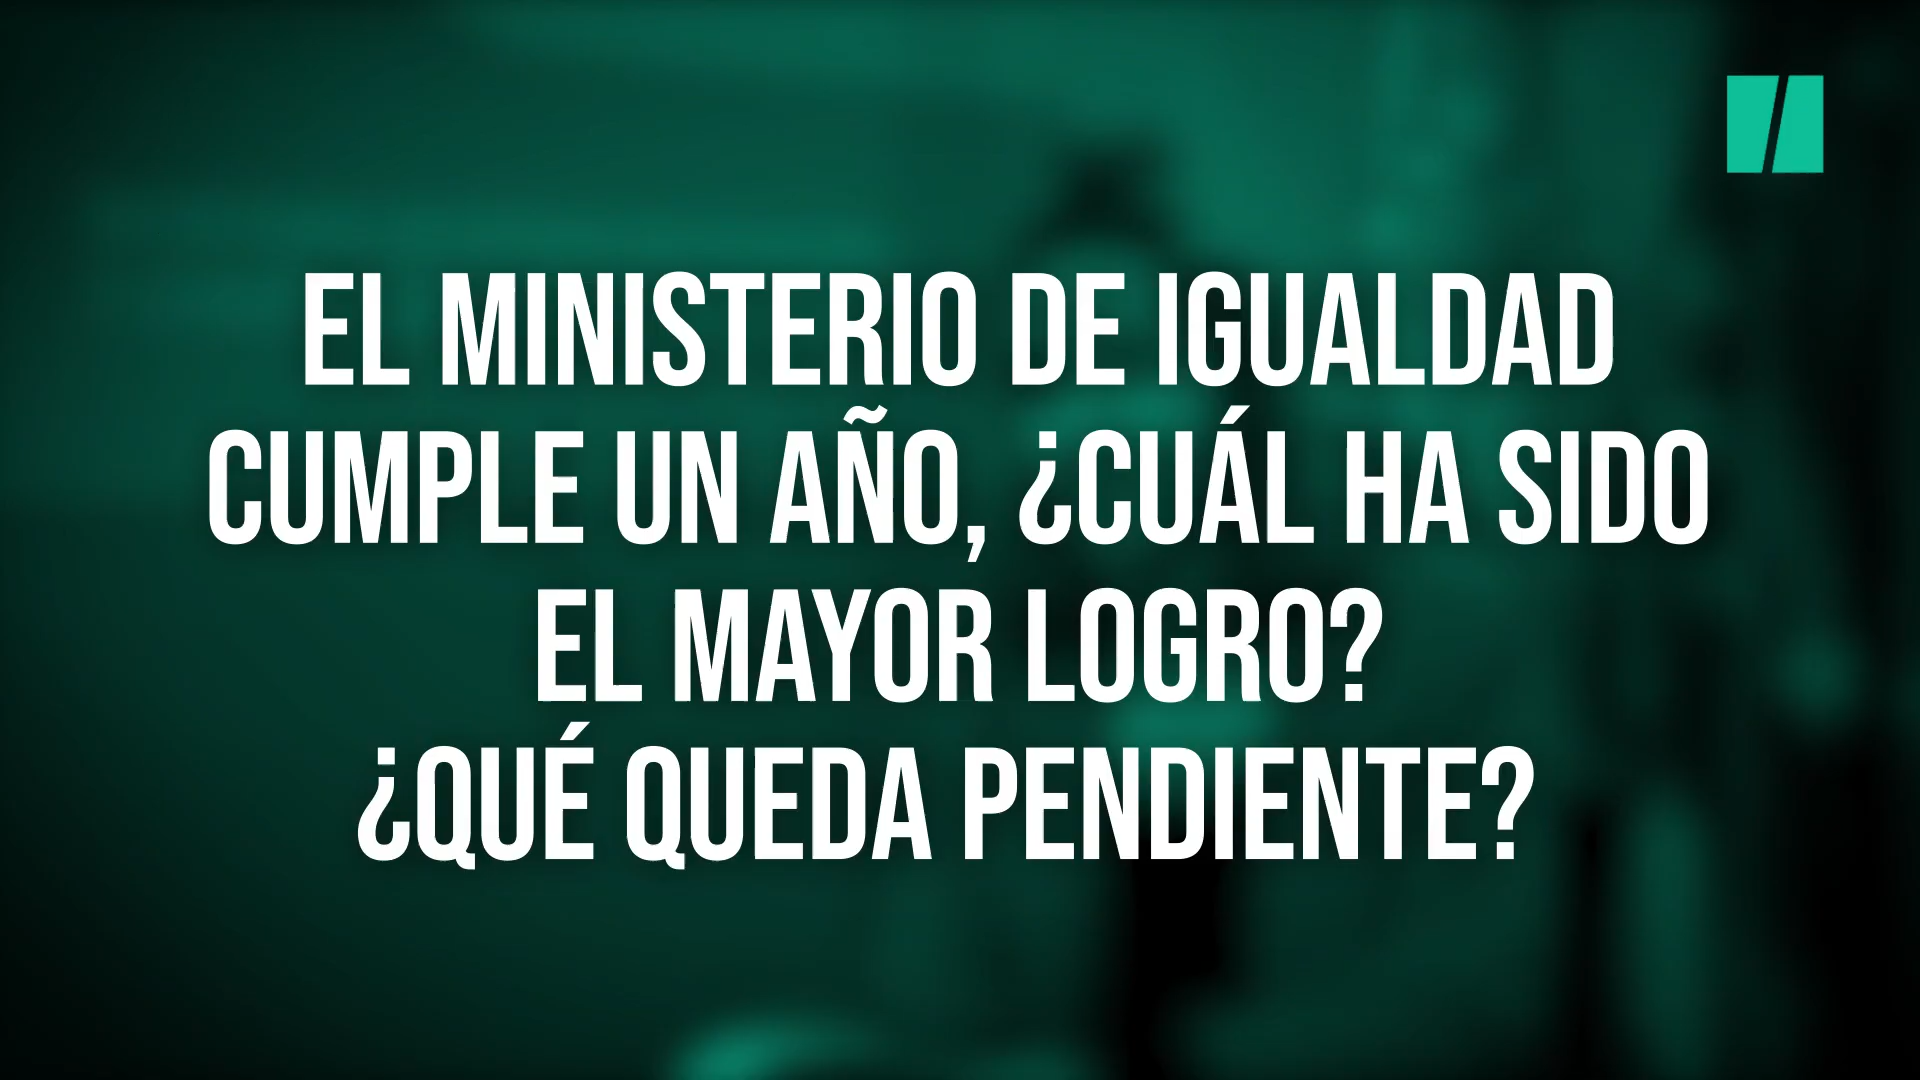 EL MINISTERIO DE IGUALDAD
CUMPLE UN AÑO, ¿CUÁL HA SIDO
EL MAYOR LOGRO?
¿QUÉ QUEDA PENDIENTE?